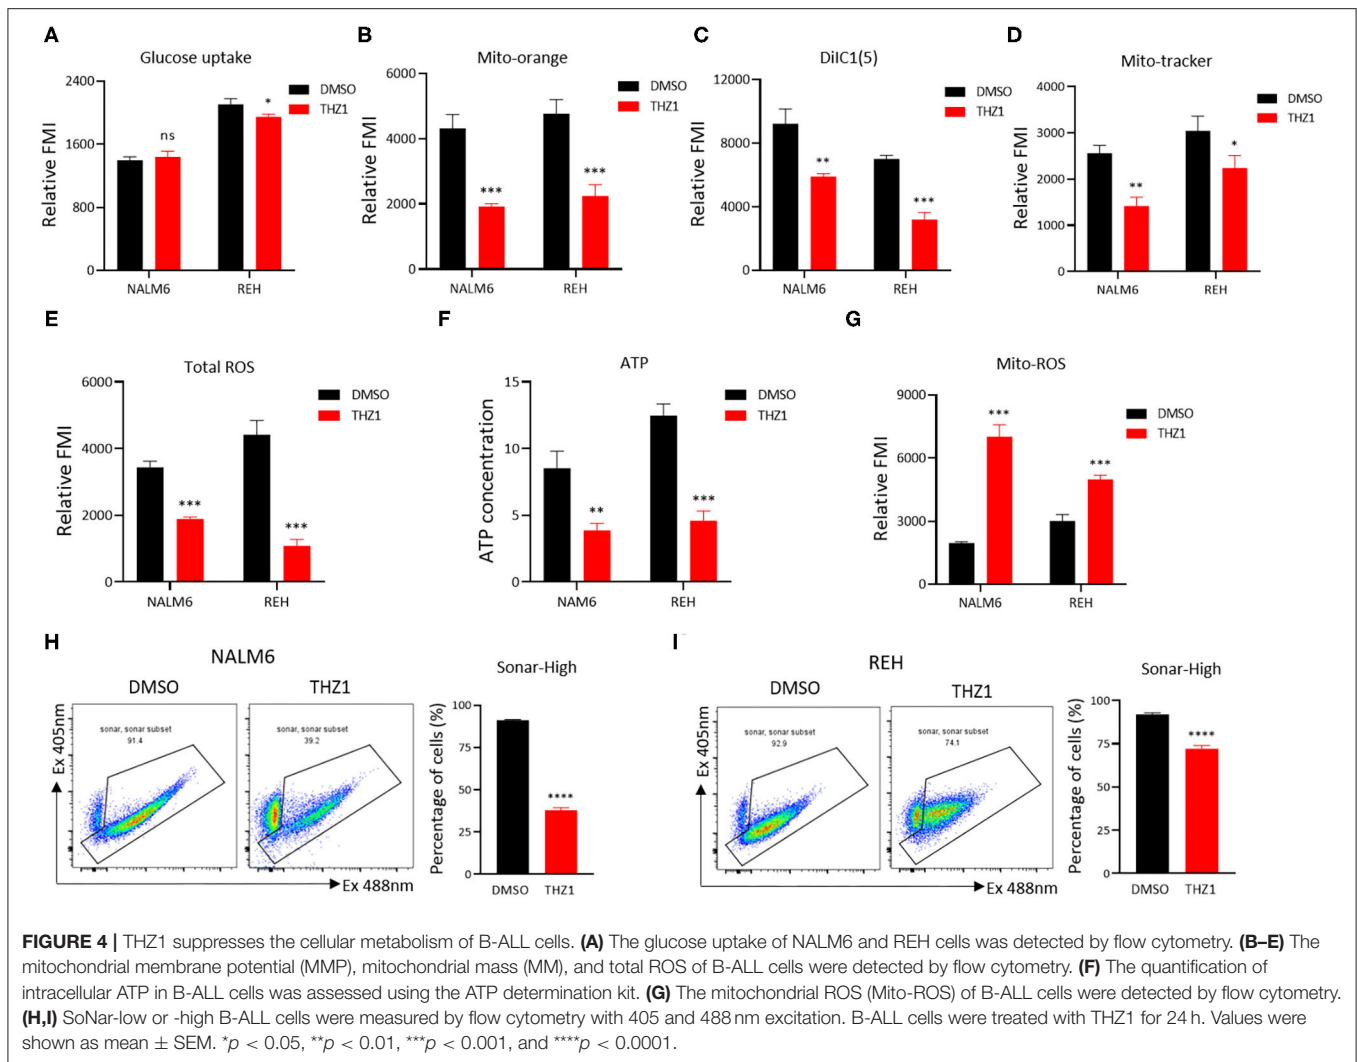 A
Glucose uptake
Relative FMI
2400
1600
800
0
ns
*
DMSO
THZ1
NALM6
REH
B
Mito-orange
Relative FMI
6000
4000
2000
0
***
***
DMSO
THZ1
NALM6
REH
C
DiIC1(5)
Relative FMI
12000
8000
4000
0
**
***
DMSO
THZ1
NALM6
REH
D
Mito-tracker
Relative FMI
4000
3000
2000
1000
0
**
*
DMSO
THZ1
NALM6
REH
E
Total ROS
Relative FMI
6000
4000
2000
0
***
***
DMSO
THZ1
NALM6
REH
F
ATP
ATP concentration
15
10
5
0
**
***
DMSO
THZ1
NAM6
REH
G
Mito-ROS
Relative FMI
9000
6000
3000
0
***
***
DMSO
THZ1
NALM6
REH
H
NALM6
DMSO
THZ1
Ex 405nm
sonar, sonar subset
91.4
sonar, sonar subset
39.2
Ex 488nm
Sonar-High
Percentage of cells (%)
100
75
50
25
0
****
DMSO
THZ1
I
REH
DMSO
THZ1
Ex 405nm
sonar, sonar subset
92.9
sonar, sonar subset
74.1
Ex 488nm
Sonar-High
Percentage of cells (%)
100
75
50
25
0
****
DMSO
THZ1
FIGURE 4 | THZ1 suppresses the cellular metabolism of B-ALL cells. (A) The glucose uptake of NALM6 and REH cells was detected by flow cytometry. (B–E) The
mitochondrial membrane potential (MMP), mitochondrial mass (MM), and total ROS of B-ALL cells were detected by flow cytometry. (F) The quantification of
intracellular ATP in B-ALL cells was assessed using the ATP determination kit. (G) The mitochondrial ROS (Mito-ROS) of B-ALL cells were detected by flow cytometry.
(H,I) SoNar-low or -high B-ALL cells were measured by flow cytometry with 405 and 488 nm excitation. B-ALL cells were treated with THZ1 for 24 h. Values were
shown as mean ± SEM. *p < 0.05, **p < 0.01, ***p < 0.001, and ****p < 0.0001.